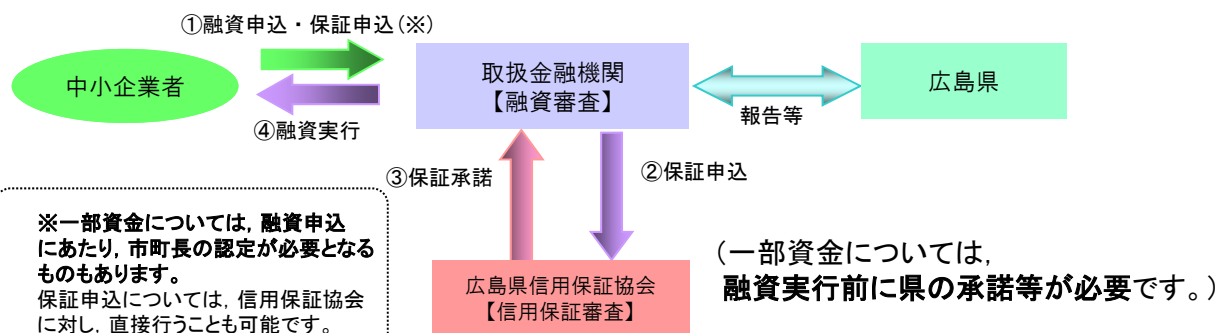 ①融資申込・保証申込(※)
中小企業者
取扱金融機関
【融資審査】
広島県
報告等
④融資実行
③保証承諾
②保証申込
※一部資金については，融資申込
にあたり，市町長の認定が必要となる
ものもあります。
保証申込については，信用保証協会
に対し，直接行うことも可能です。
広島県信用保証協会
【信用保証審査】
（一部資金については，
融資実行前に県の承諾等が必要です。）